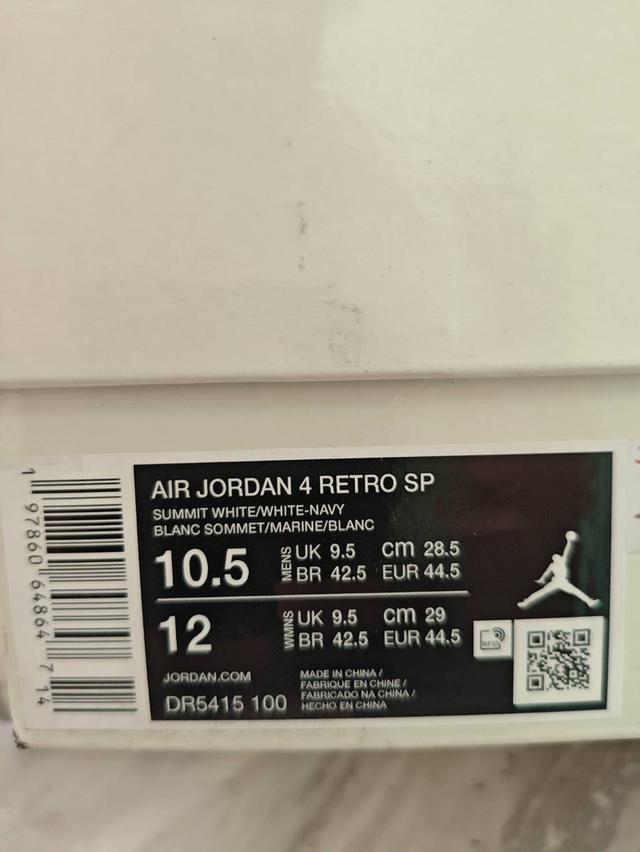 AIR JORDAN 4 RETRO SP
SUMMIT WHITE/WHITE-NAVY
BLANC SOMMET/MARINE/BLANC
10.5 MENS UK 9.5 cm 28.5
BR 42.5 EUR 44.5
12 WMNS UK 9.5 cm 29
BR 42.5 EUR 44.5
JORDAN.COM
DR5415 100
MADE IN CHINA /
FABRIQUE EN CHINE /
FABRICADO NA CHINA /
HECHO EN CHINA
RFID
1 97860 64864 7 14